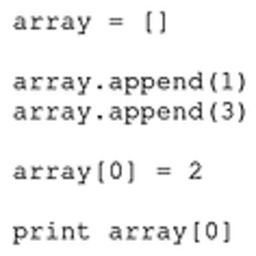 array = []
array.append(1)
array.append(3)
array[0] = 2
print array[0]